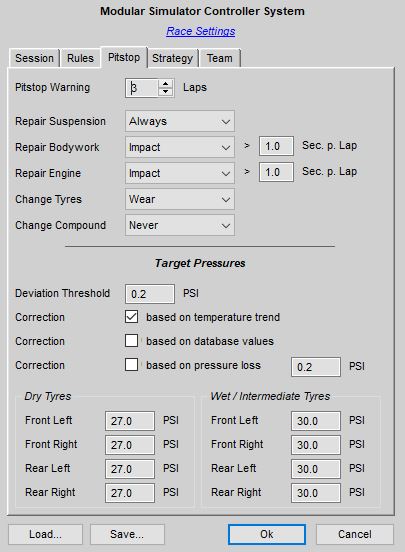 Modular Simulator Controller System
Race Settings
Session Rules Pitstop Strategy Team
Pitstop Warning 3 Laps
Repair Suspension Always
Repair Bodywork Impact > 1.0 Sec. p. Lap
Repair Engine Impact > 1.0 Sec. p. Lap
Change Tyres Wear
Change Compound Never
Target Pressures
Deviation Threshold 0.2 PSI
Correction based on temperature trend
Correction based on database values
Correction based on pressure loss 0.2 PSI
Dry Tyres Wet / Intermediate Tyres
Front Left 27.0 PSI Front Left 30.0 PSI
Front Right 27.0 PSI Front Right 30.0 PSI
Rear Left 27.0 PSI Rear Left 30.0 PSI
Rear Right 27.0 PSI Rear Right 30.0 PSI
Load... Save... Ok Cancel